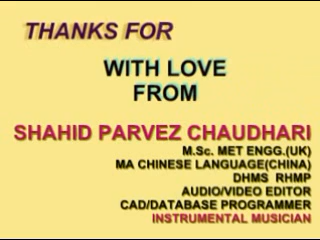 THANKS FOR
WITH LOVE
FROM
SHAHID PARVEZ CHAUDHARI
M.Sc. MET ENGG.(UK)
MA CHINESE LANGUAGE(CHINA)
DHMS RHMP
AUDIO/VIDEO EDITOR
CAD/DATABASE PROGRAMMER
INSTRUMENTAL MUSICIAN